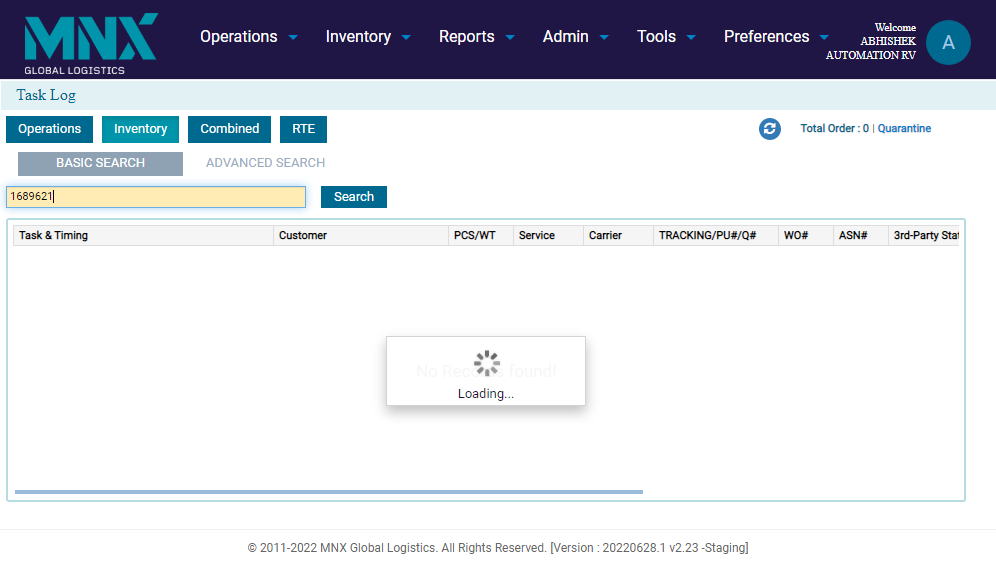 MNX
GLOBAL LOGISTICS
Operations Inventory Reports Admin Tools Preferences
Welcome
ABHISHEK
AUTOMATION RV
A
Task Log
Operations Inventory Combined RTE
Total Order : 0 | Quarantine
BASIC SEARCH ADVANCED SEARCH
1689621 Search
Task & Timing Customer PCS/WT Service Carrier TRACKING/PU#/Q# WO# ASN# 3rd-Party Stat
No Records found!
Loading...
© 2011-2022 MNX Global Logistics. All Rights Reserved. [Version : 20220628.1 v2.23 -Staging]